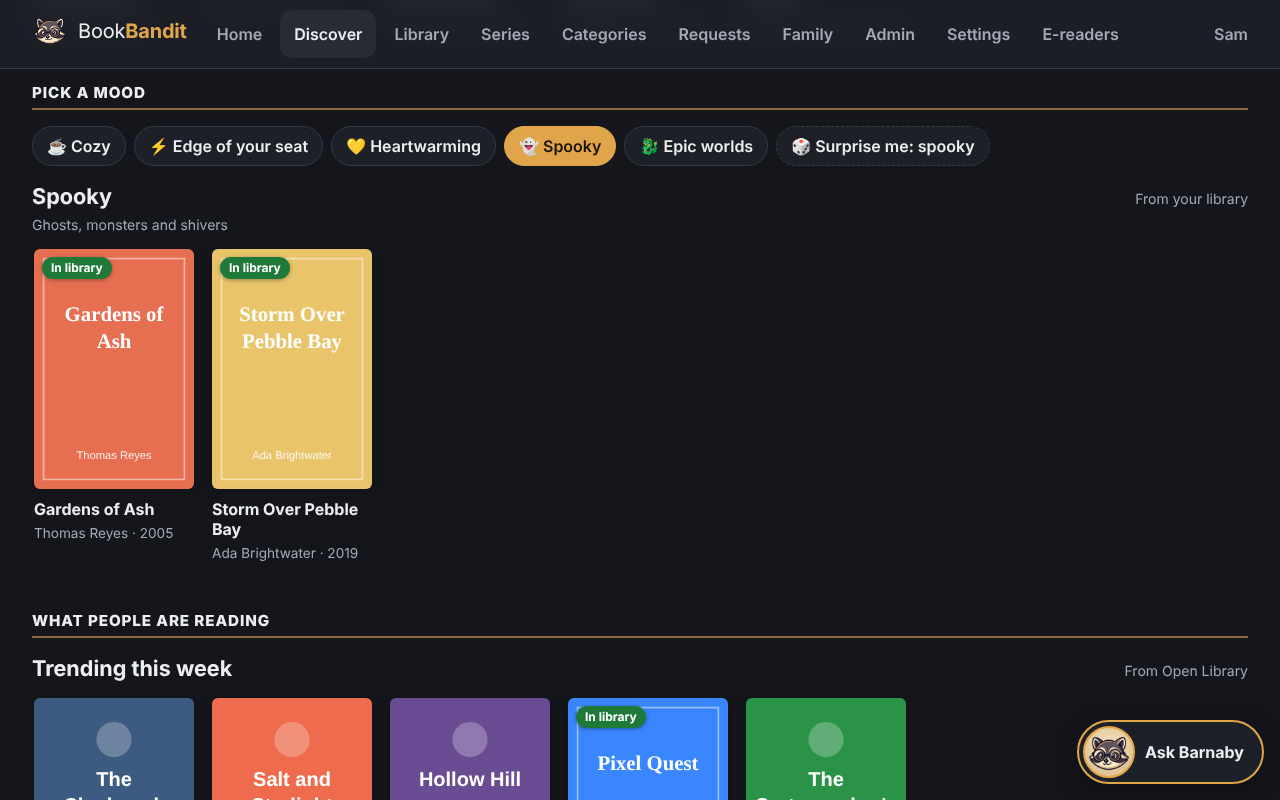 BookBandit Home Discover Library Series Categories Requests Family Admin Settings E-readers Sam
PICK A MOOD
Cozy Edge of your seat Heartwarming Spooky Epic worlds Surprise me: spooky
Spooky
From your library
Ghosts, monsters and shivers
In library
Gardens of
Ash
Thomas Reyes
Gardens of Ash
Thomas Reyes · 2005
In library
Storm Over
Pebble Bay
Ada Brightwater
Storm Over Pebble
Bay
Ada Brightwater · 2019
WHAT PEOPLE ARE READING
Trending this week
From Open Library
The
Salt and
Hollow Hill
In library
Pixel Quest
The
Ask Barnaby